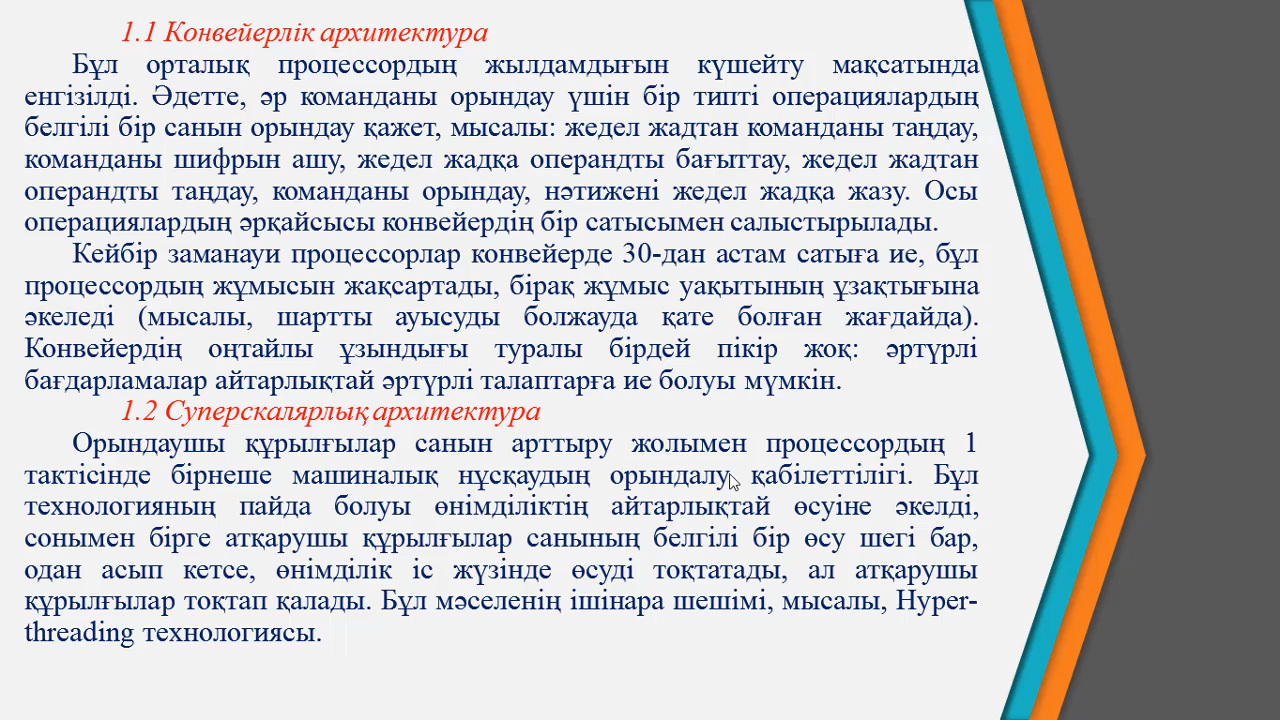 1.1 Конвейерлік архитектура
Бұл орталық процессордың жылдамдығын күшейту мақсатында
енгізілді. Әдетте, әр команданы орындау үшін бір типті операциялардың
белгілі бір санын орындау қажет, мысалы: жедел жадтан команданы таңдау,
команданы шифрын ашу, жедел жадқа операндты бағыттау, жедел жадтан
операндты таңдау, команданы орындау, нәтижені жедел жадқа жазу. Осы
операциялардың әрқайсысы конвейердің бір сатысымен салыстырылады.
Кейбір заманауи процессорлар конвейерде 30-дан астам сатыға ие, бұл
процессордың жұмысын жақсартады, бірақ жұмыс уақытының ұзақтығына
әкеледі (мысалы, шартты ауысуды болжауда қате болған жағдайда).
Конвейердің оңтайлы ұзындығы туралы бірдей пікір жоқ: әртүрлі
бағдарламалар айтарлықтай әртүрлі талаптарға ие болуы мүмкін.
1.2 Суперскалярлық архитектура
Орындаушы құрылғылар санын арттыру жолымен процессордың 1
тактісінде бірнеше машиналық нұсқаудың орындалу қабілеттілігі. Бұл
технологияның пайда болуы өнімділіктің айтарлықтай өсуіне әкелді,
сонымен бірге атқарушы құрылғылар санының белгілі бір өсу шегі бар,
одан асып кетсе, өнімділік іс жүзінде өсуді тоқтатады, ал атқарушы
құрылғылар тоқтап қалады. Бұл мәселенің ішінара шешімі, мысалы, Hyper-
threading технологиясы.